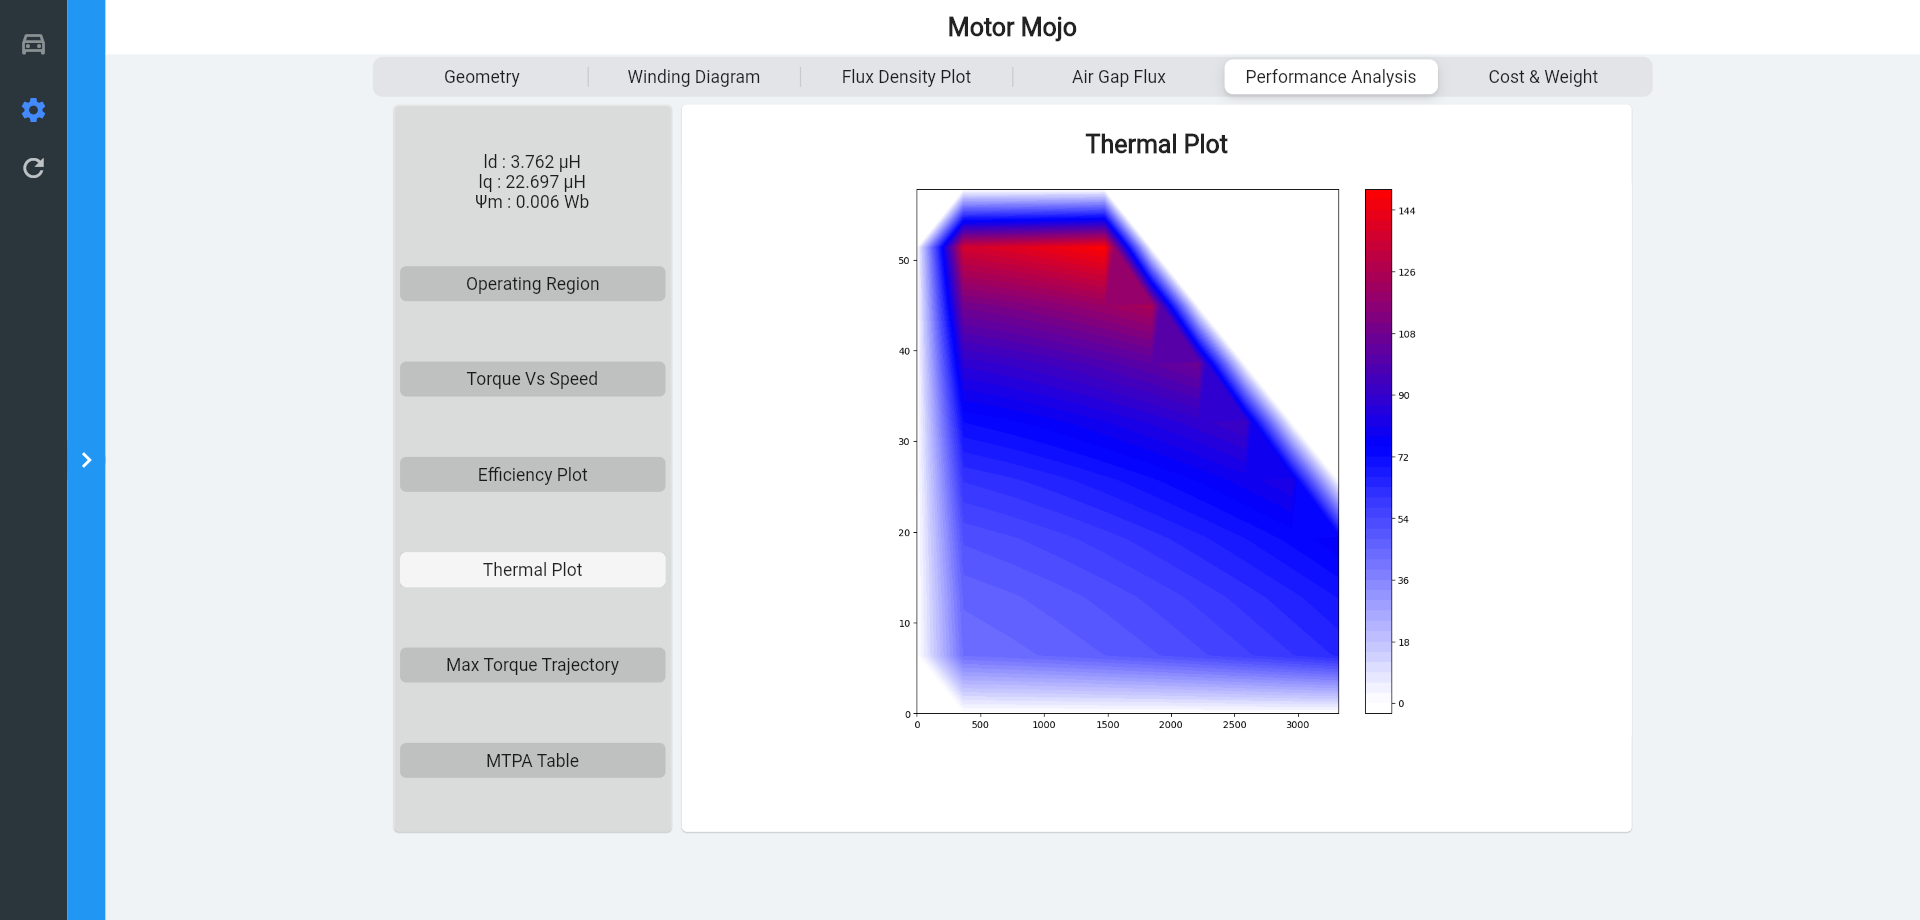 Motor Mojo
Geometry
Winding Diagram
Flux Density Plot
Air Gap Flux
Performance Analysis
Cost & Weight
ld : 3.762 μH
lq : 22.697 μH
Ψm : 0.006 Wb
Operating Region
Torque Vs Speed
Efficiency Plot
Thermal Plot
Max Torque Trajectory
MTPA Table
Thermal Plot
50
40
30
20
10
0
0 500 1000 1500 2000 2500 3000
144
126
108
90
72
54
36
18
0